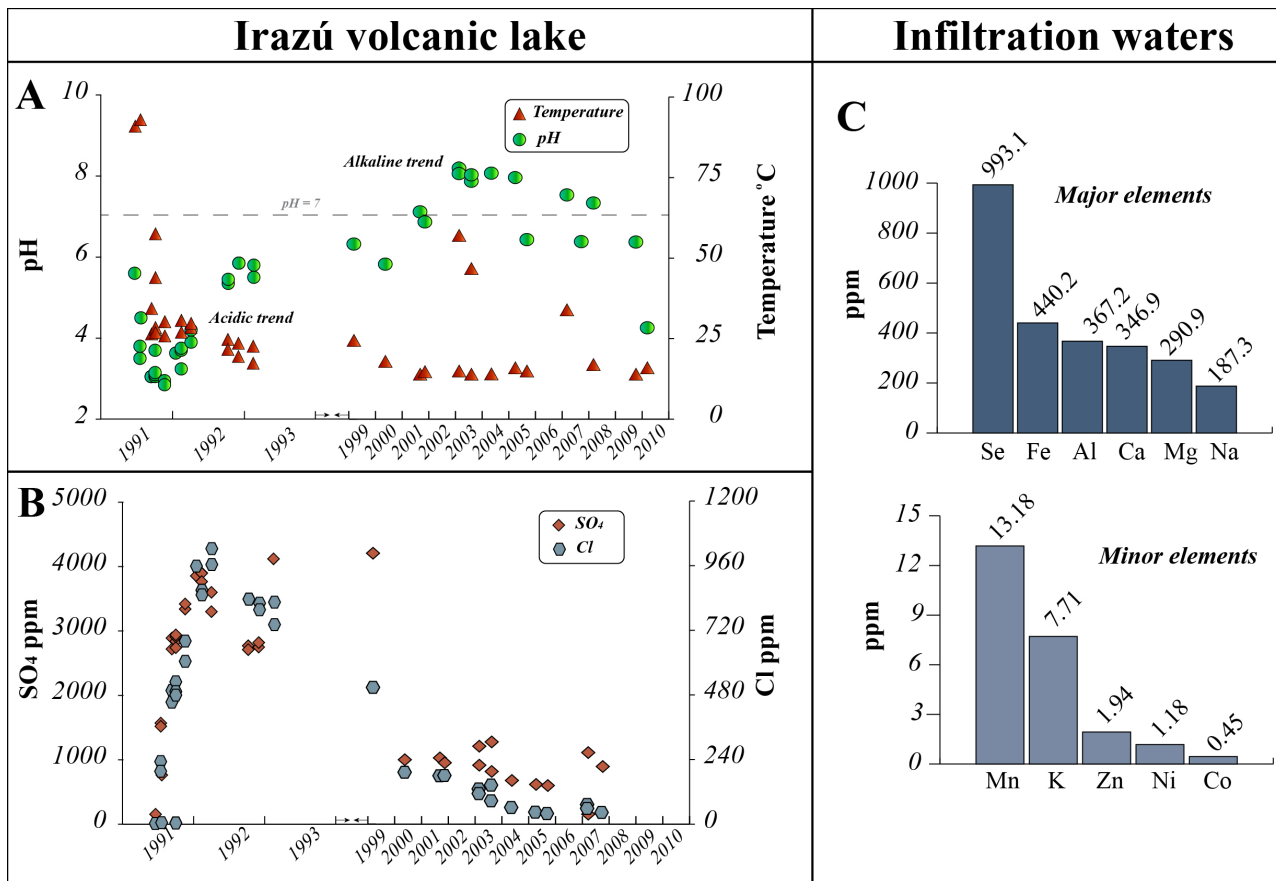 Irazú volcanic lake
Infiltration waters
A
10
8
6
4
2
pH
Temperature
pH
Alkaline trend
pH = 7
Acidic trend
100
75
50
25
0
Temperature ºC
1991 1992 1993 1999 2000 2001 2002 2003 2004 2005 2006 2007 2008 2009 2010
B
5000
4000
3000
2000
1000
0
SO4 ppm
SO4
Cl
1200
960
720
480
240
0
Cl ppm
1991 1992 1993 1999 2000 2001 2002 2003 2004 2005 2006 2007 2008 2009 2010
C
Major elements
1000
800
600
400
200
0
ppm
993.1 440.2 367.2 346.9 290.9 187.3
Se Fe Al Ca Mg Na
Minor elements
15
12
9
6
3
0
ppm
13.18 7.71 1.94 1.18 0.45
Mn K Zn Ni Co